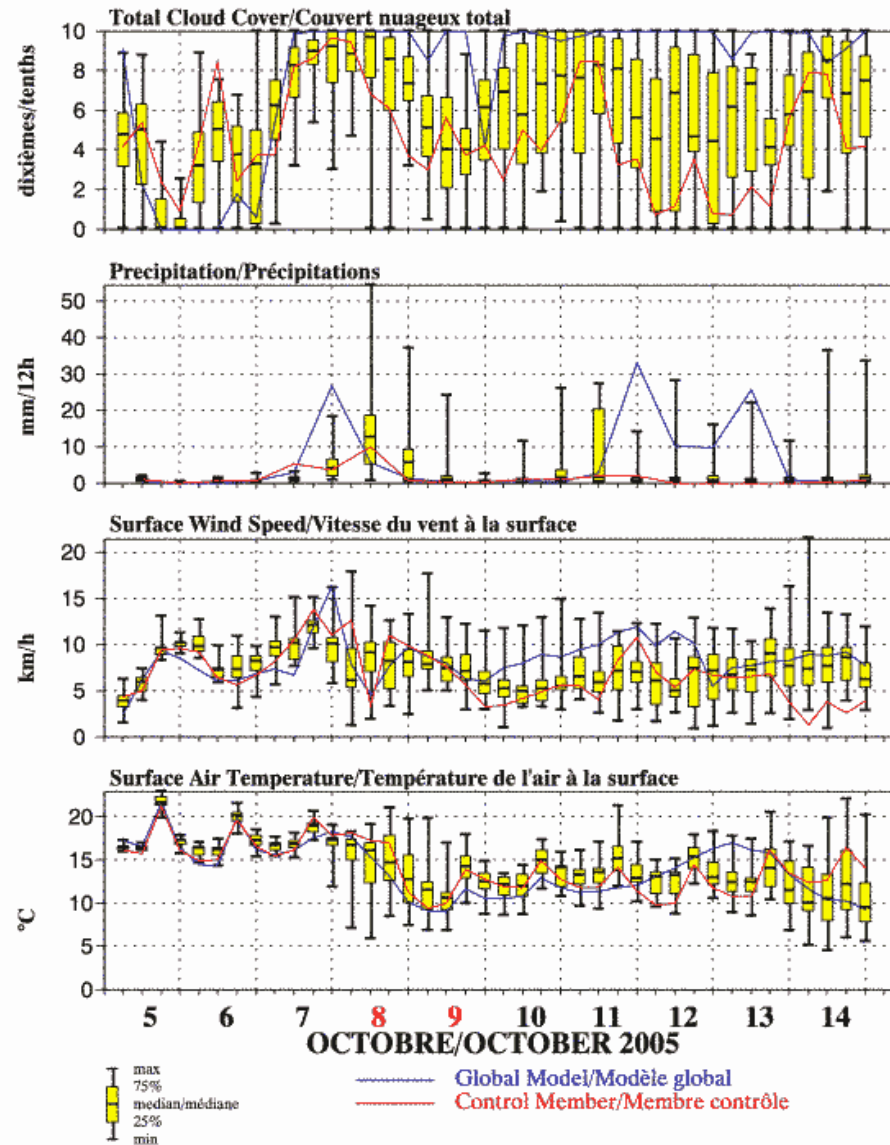 Total Cloud Cover/Couvert nuageux total
dixièmes/tenths
10
8
6
4
2
0
Precipitation/Précipitations
mm/12h
50
40
30
20
10
0
Surface Wind Speed/Vitesse du vent à la surface
km/h
20
15
10
5
0
Surface Air Temperature/Température de l'air à la surface
°C
20
15
10
5
0
5 6 7 8 9 10 11 12 13 14
OCTOBRE/OCTOBER 2005
max
75%
median/médiane
25%
min
Global Model/Modèle global
Control Member/Membre contrôle